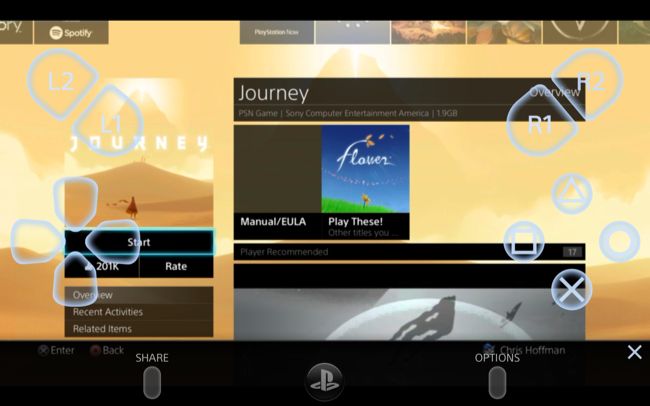 ory
Spotify
PlayStation Now
L2
L1
R2
R1
Journey
Overview
PSN Game | Sony Computer Entertainment America | 1.9GB
JOURNEY
flower
Manual/EULA
Play These!
Other titles you ...
Start
201K
Rate
Player Recommended
17
Overview
Recent Activities
Related Items
Enter
Back
Chris Hoffman
SHARE
OPTIONS